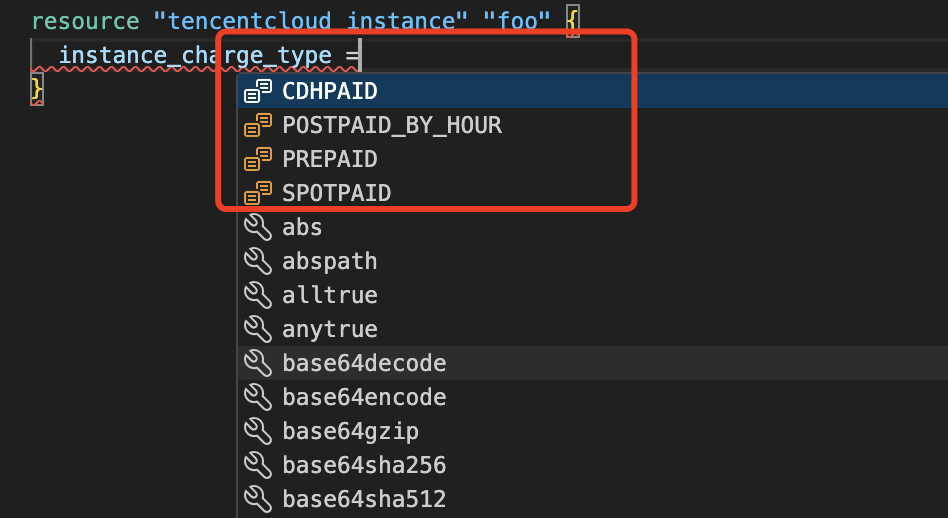 resource "tencentcloud_instance" "foo" {
instance_charge_type =
}
CDHPAID
POSTPAID_BY_HOUR
PREPAID
SPOTPAID
abs
abspath
alltrue
anytrue
base64decode
base64encode
base64gzip
base64sha256
base64sha512